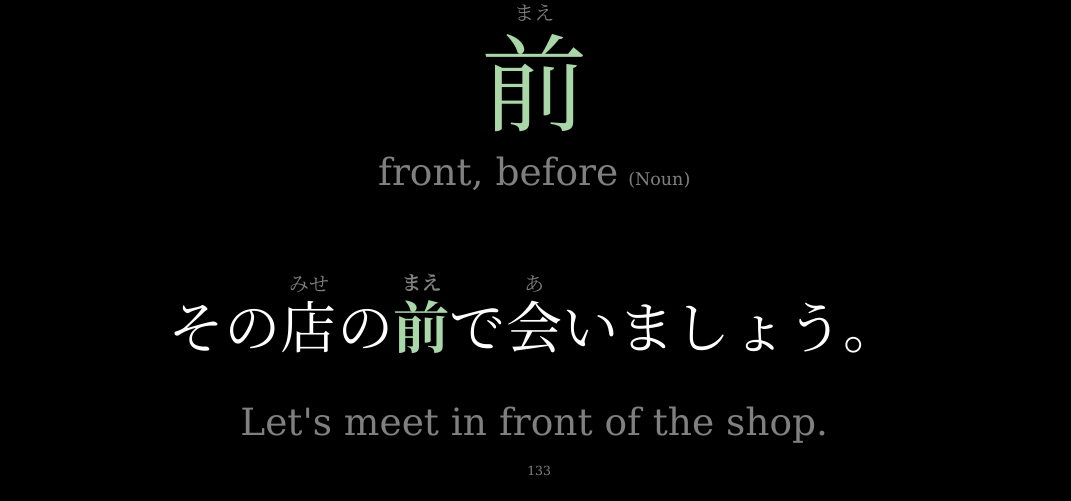 まえ
前
front, before (Noun)
みせ まえ あ
その店の前で会いましょう。
Let's meet in front of the shop.
133